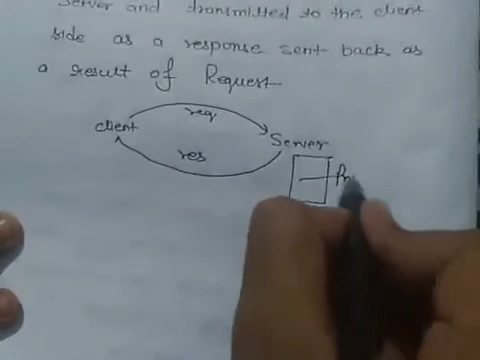 Server and transmitted to the client
side as a response sent back as
a result of Request
req
client
Server
res